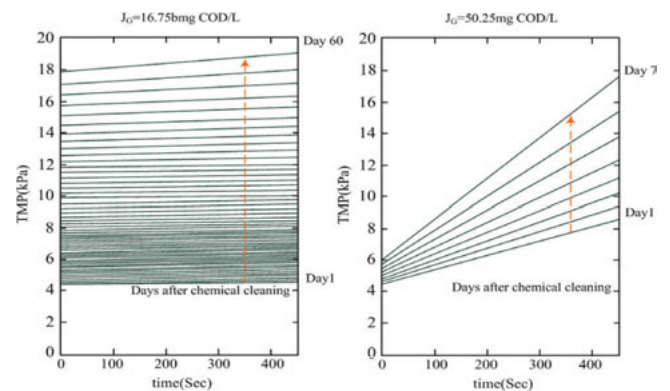 J_G=16.75bmg COD/L
J_G=50.25mg COD/L
TMP(kPa)
20
18
16
14
12
10
8
6
4
2
0
Day 60
Day1
Days after chemical cleaning
0 100 200 300 400
time(Sec)
TMP(kPa)
20
18
16
14
12
10
8
6
4
2
0
Day 7
Day1
Days after chemical cleaning
0 100 200 300 400
time(Sec)